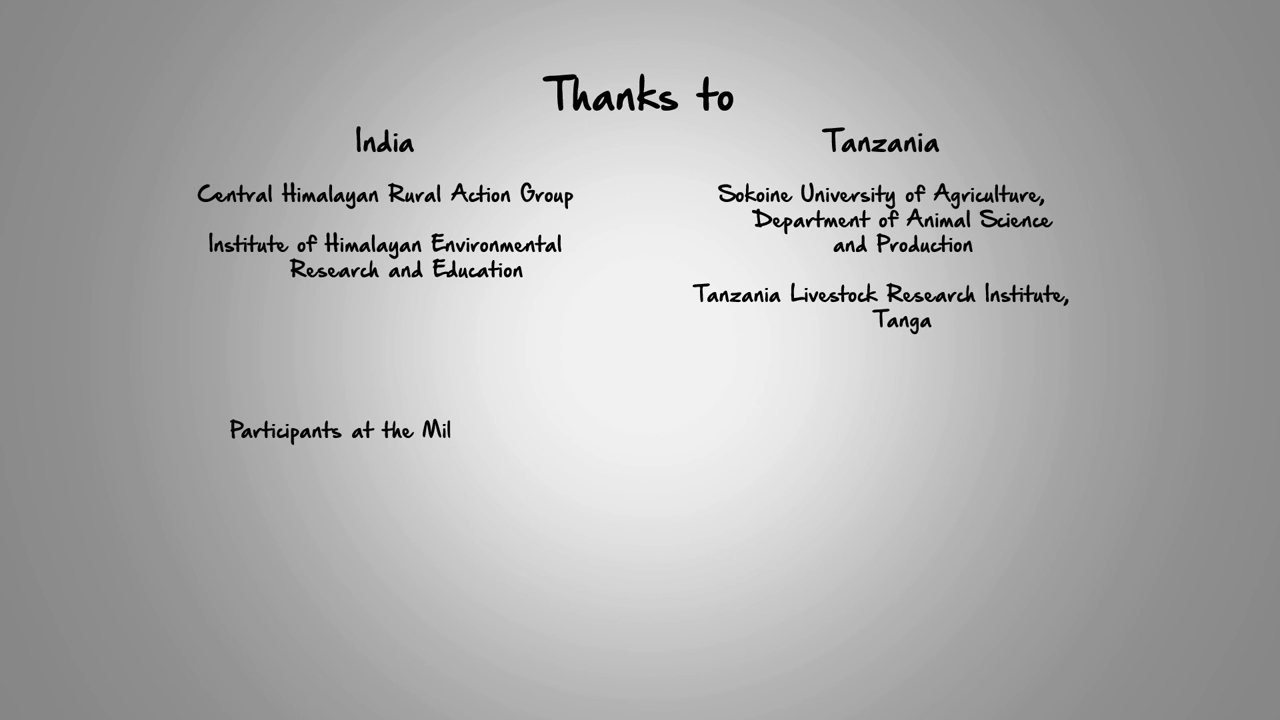 Thanks to
India
Central Himalayan Rural Action Group
Institute of Himalayan Environmental
Research and Education
Tanzania
Sokoine University of Agriculture,
Department of Animal Science
and Production
Tanzania Livestock Research Institute,
Tanga
Participants at the Mil